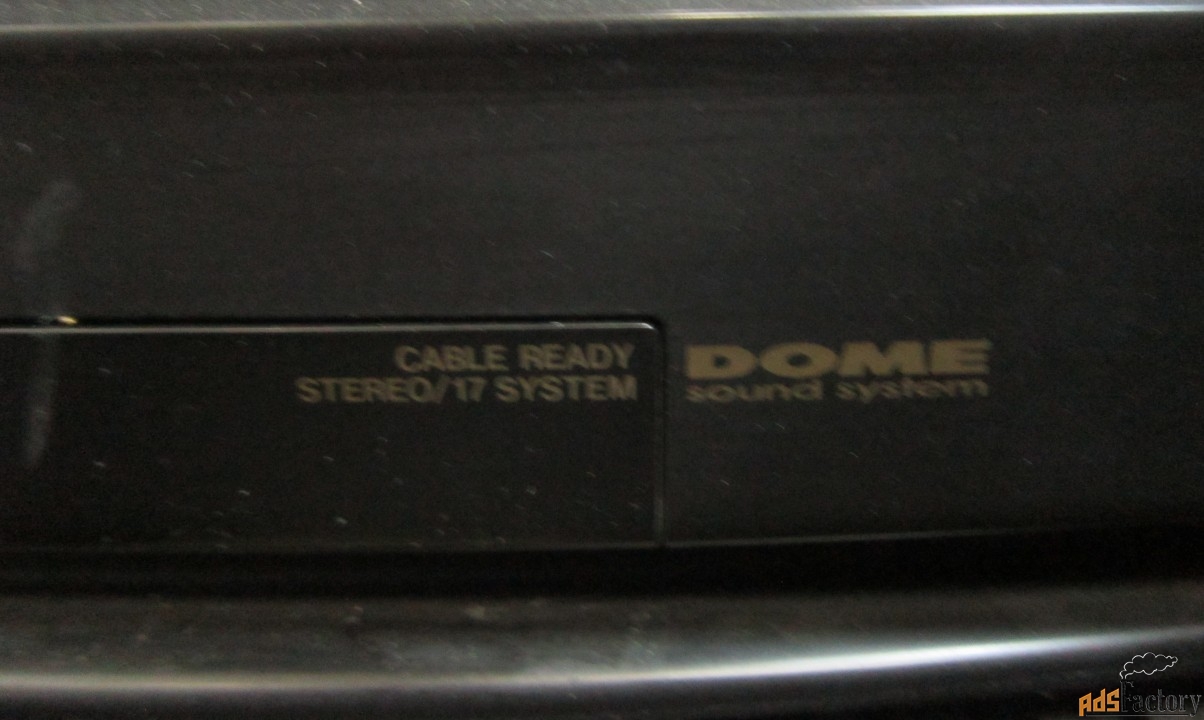 CABLE READY
STEREO/17 SYSTEM
DOME
sound system
adsFactory